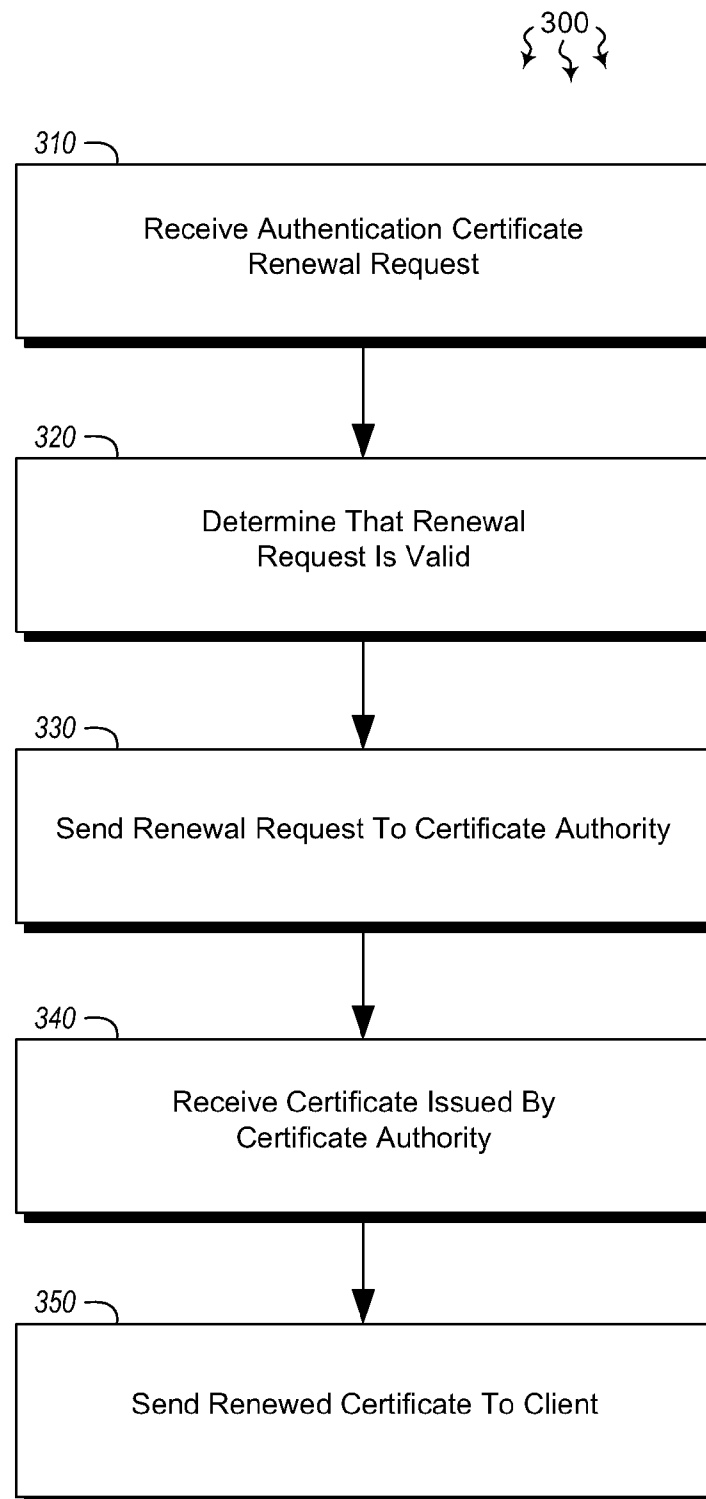 300
310
Receive Authentication Certificate
Renewal Request
320
Determine That Renewal
Request Is Valid
330
Send Renewal Request To Certificate Authority
340
Receive Certificate Issued By
Certificate Authority
350
Send Renewed Certificate To Client